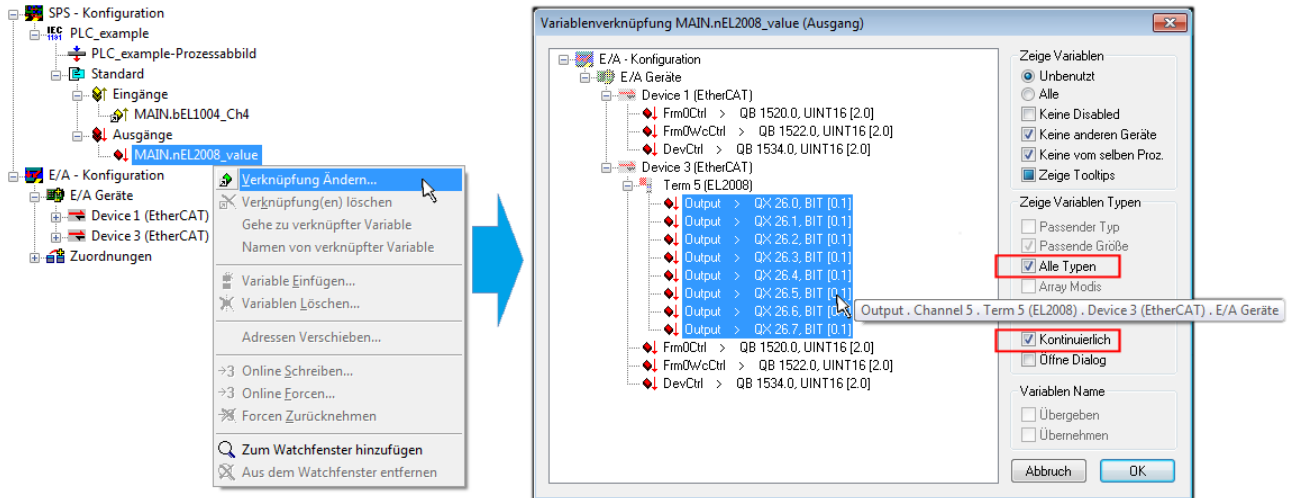 SPS - Konfiguration
IEC
1131
PLC_example
PLC_example-Prozessabbild
Standard
Eingänge
MAIN.bEL1004_Ch4
Ausgänge
MAIN.nEL2008_value
E/A - Konfiguration
E/A Geräte
Device 1 (EtherCAT)
Device 3 (EtherCAT)
Zuordnungen
Verknüpfung Ändern...
Verknüpfung(en) löschen
Gehe zu verknüpfter Variable
Namen von verknüpfter Variable
Variable Einfügen...
Variablen Löschen...
Adressen Verschieben...
Online Schreiben...
Online Forcen...
Forcen Zurücknehmen
Zum Watchfenster hinzufügen
Aus dem Watchfenster entfernen
Variablenverknüpfung MAIN.nEL2008_value (Ausgang)
E/A - Konfiguration
E/A Geräte
Device 1 (EtherCAT)
Frm0Ctrl > QB 1520.0, UINT16 [2.0]
Frm0WcCtrl > QB 1522.0, UINT16 [2.0]
DevCtrl > QB 1534.0, UINT16 [2.0]
Device 3 (EtherCAT)
Term 5 (EL2008)
Output > QX 26.0, BIT [0.1]
Output > QX 26.1, BIT [0.1]
Output > QX 26.2, BIT [0.1]
Output > QX 26.3, BIT [0.1]
Output > QX 26.4, BIT [0.1]
Output > QX 26.5, BIT [0.1]
Output > QX 26.6, BIT
Output > QX 26.7, BIT [0.1]
Frm0Ctrl > QB 1520.0, UINT16 [2.0]
Frm0WcCtrl > QB 1522.0, UINT16 [2.0]
DevCtrl > QB 1534.0, UINT16 [2.0]
Zeige Variablen
Unbenutzt
Alle
Keine Disabled
Keine anderen Geräte
Keine vom selben Proz.
Zeige Tooltips
Zeige Variablen Typen
Passender Typ
Passende Größe
Alle Typen
Array Modis
Output . Channel 5 . Term 5 (EL2008) . Device 3 (EtherCAT) . E/A Geräte
Kontinuierlich
Öffne Dialog
Variablen Name
Übergeben
Übernehmen
Abbruch
OK